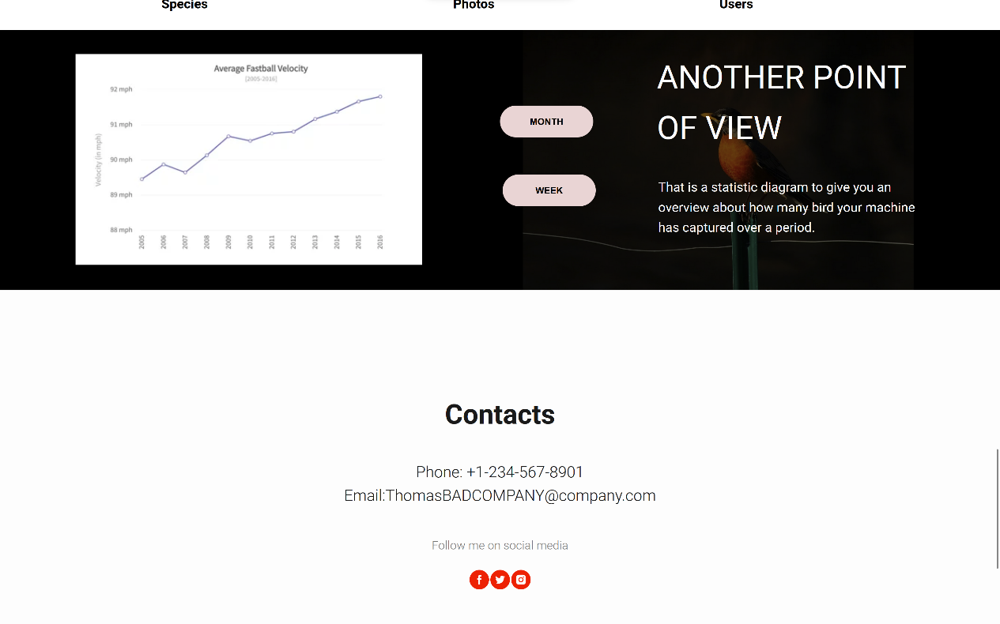 Species Photos Users
Average Fastball Velocity
[2005-2016]
92 mph
91 mph
90 mph
89 mph
88 mph
Velocity (in mph)
2005 2006 2007 2008 2009 2010 2011 2012 2013 2014 2015 2016
MONTH
WEEK
ANOTHER POINT
OF VIEW
That is a statistic diagram to give you an
overview about how many bird your machine
has captured over a period.
Contacts
Phone: +1-234-567-8901
Email:ThomasBADCOMPANY@company.com
Follow me on social media